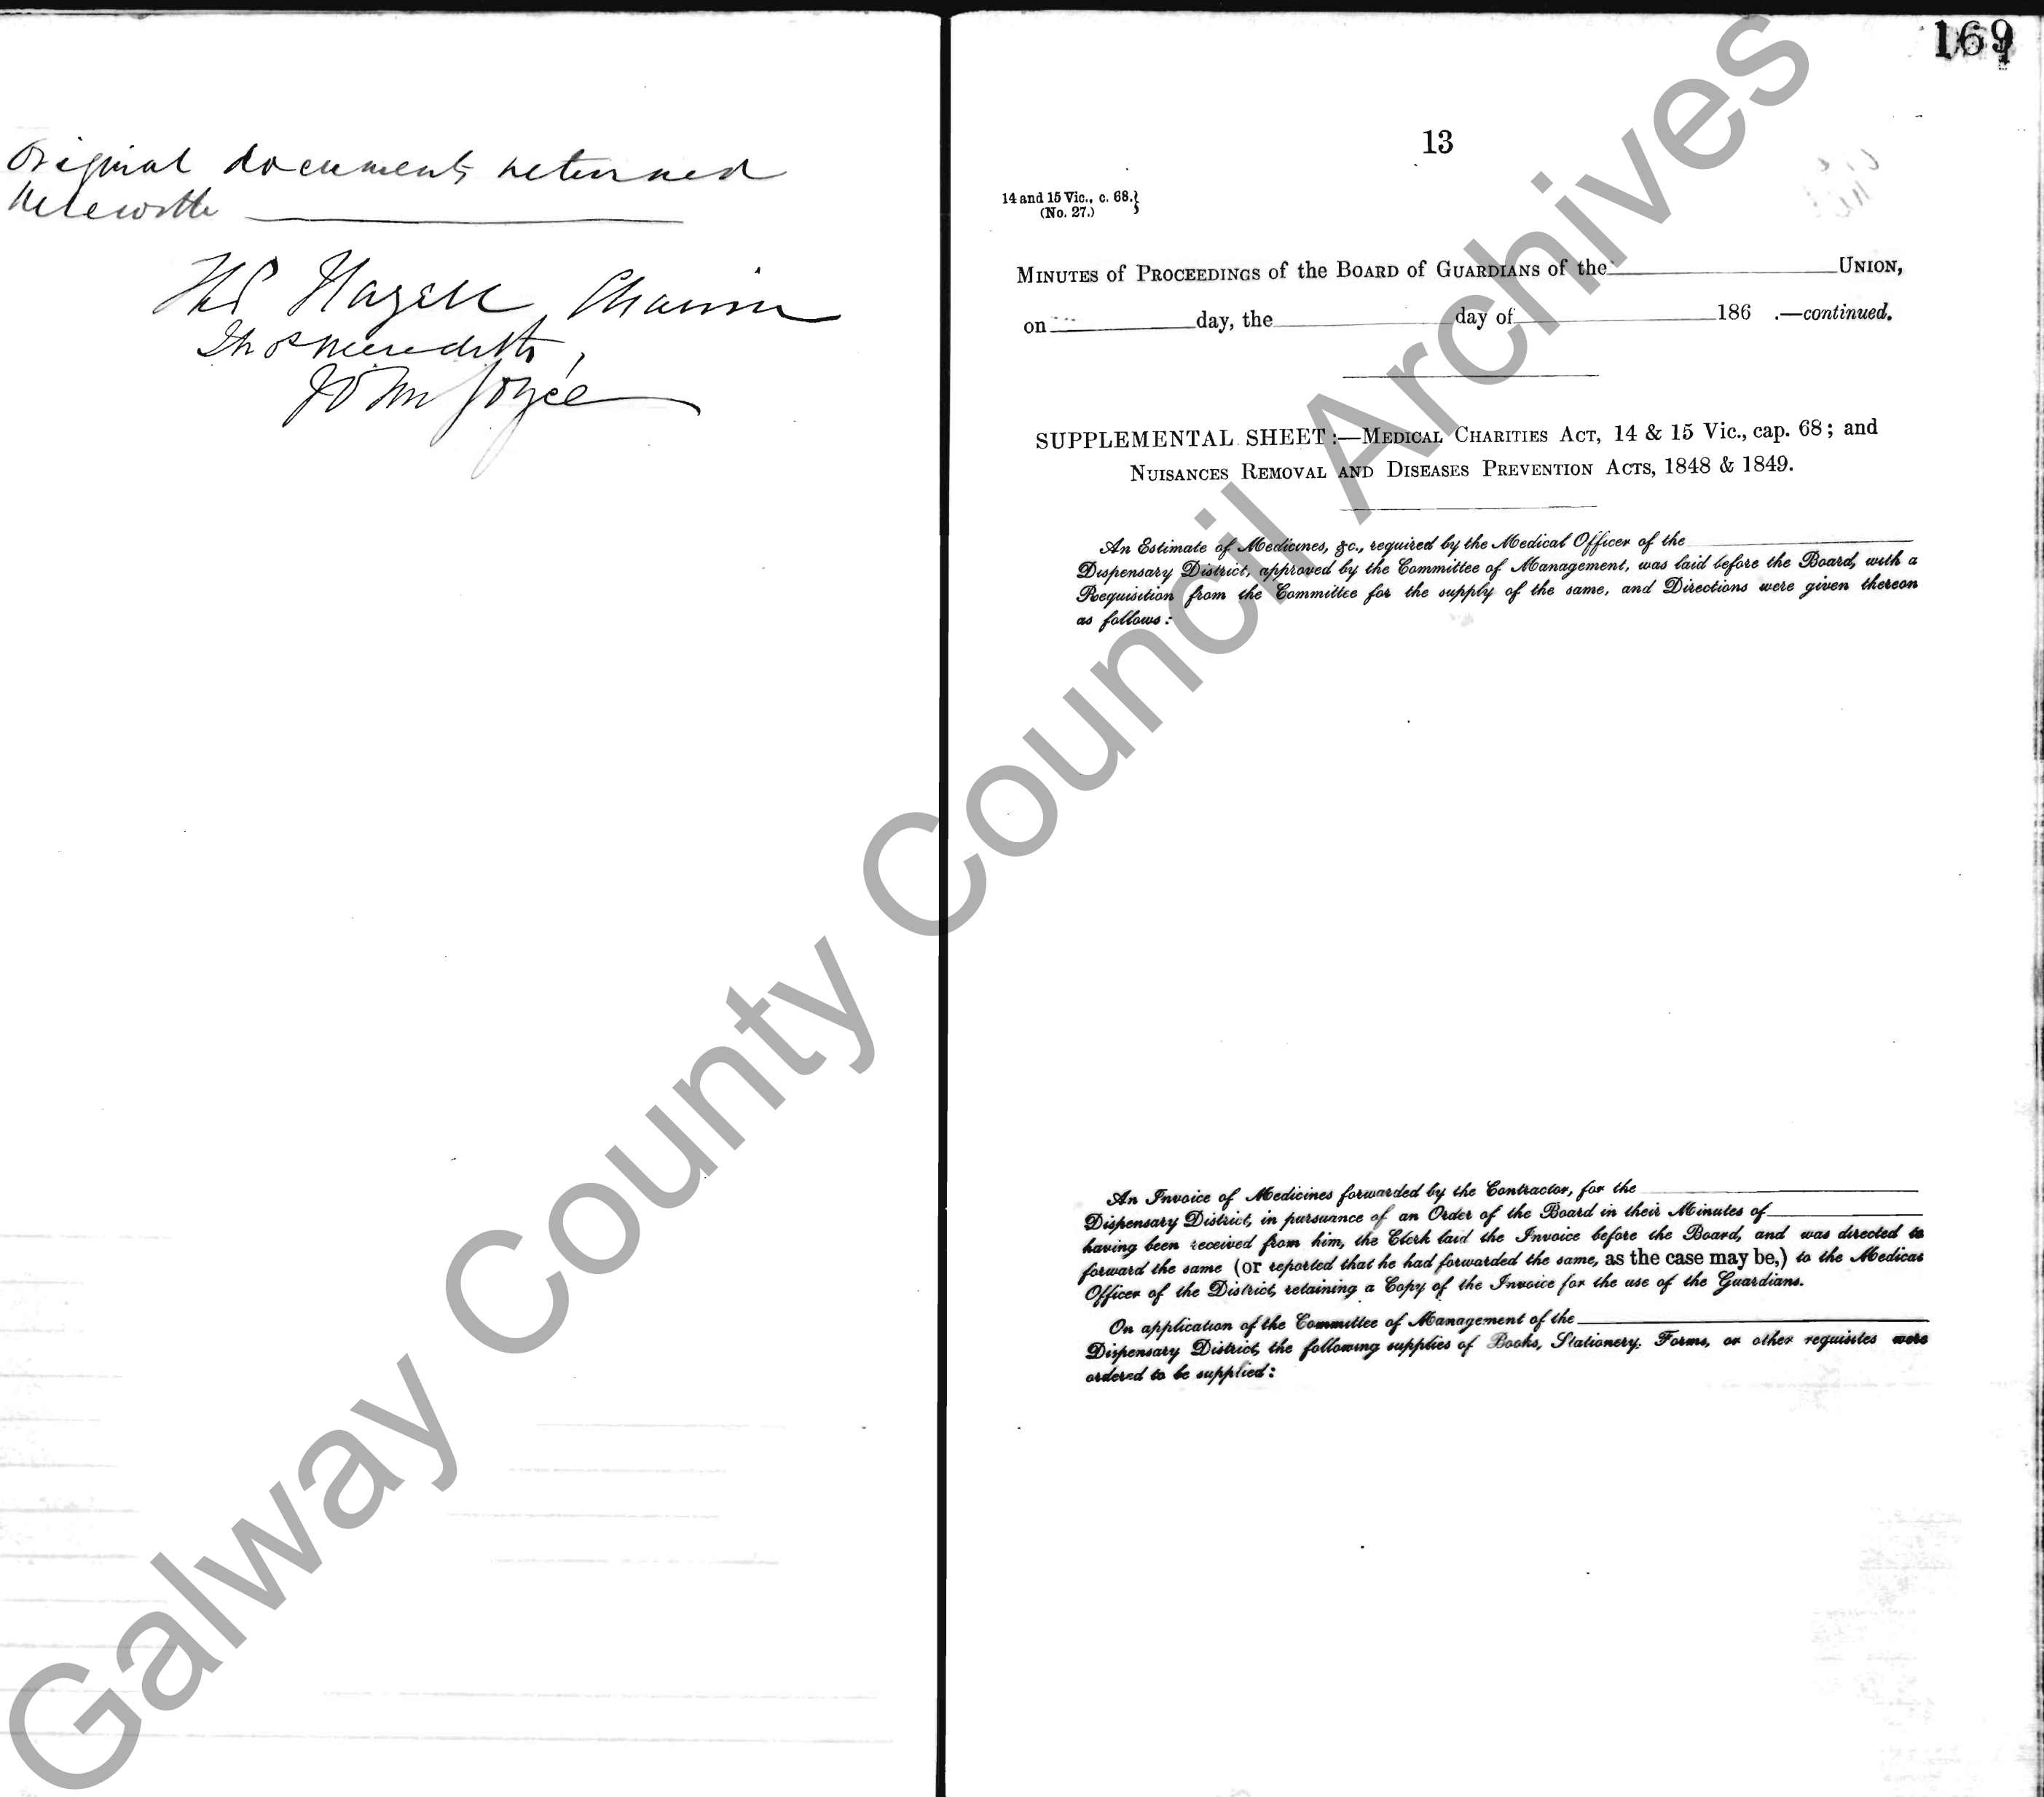 Original documents returned
herewith
Chairm
Thos Meredith,
John Joyce
169
13
14 and 15 Vic., c. 68.}
(No. 27.)
MINUTES of PROCEEDINGS of the BOARD of GUARDIANS of the UNION,
on day, the day of 186 .—continued.
SUPPLEMENTAL SHEET:—MEDICAL CHARITIES ACT, 14 & 15 Vic., cap. 68; and
NUISANCES REMOVAL AND DISEASES PREVENTION ACTS, 1848 & 1849.
An Estimate of Medicines, &c., required by the Medical Officer of the
Dispensary District, approved by the Committee of Management, was laid before the Board, with a
Requisition from the Committee for the supply of the same, and Directions were given thereon
as follows:
An Invoice of Medicines forwarded by the Contractor, for the
Dispensary District, in pursuance of an Order of the Board in their Minutes of
having been received from him, the Clerk laid the Invoice before the Board, and was directed to
forward the same (or reported that he had forwarded the same, as the case may be,) to the Medical
Officer of the District, retaining a Copy of the Invoice for the use of the Guardians.
On application of the Committee of Management of the
Dispensary District, the following supplies of Books, Stationery, Forms, or other requisites were
ordered to be supplied:
Galway County Council Archives